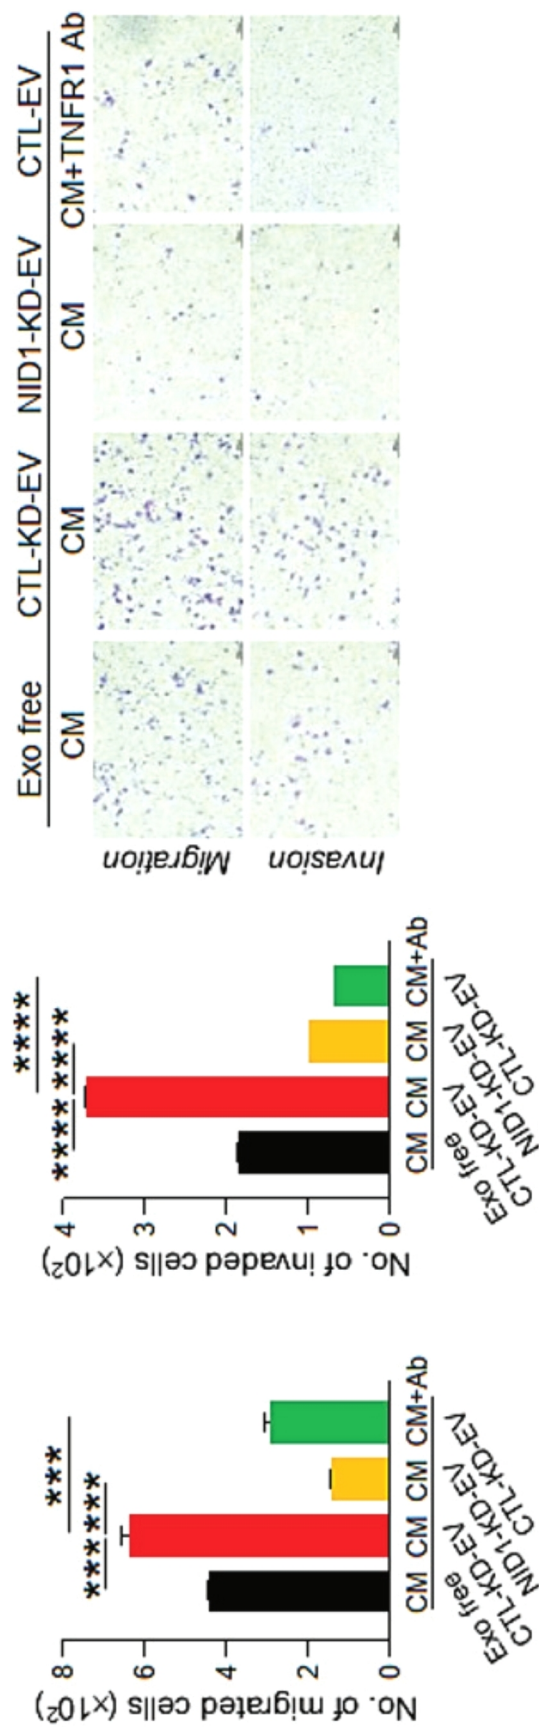 No. of migrated cells (x10²)
8
6
4
2
0
***
**** ***
CM CM CM CM+Ab
Exo free
CTL-KD-EV
NID1-KD-EV
CTL-KD-EV
No. of invaded cells (x10²)
4
3
2
1
0
****
**** ****
CM CM CM CM+Ab
Exo free
CTL-KD-EV
NID1-KD-EV
CTL-KD-EV
Exo free CTL-KD-EV NID1-KD-EV CTL-EV
CM CM CM CM+TNFR1 Ab
Migration
Invasion